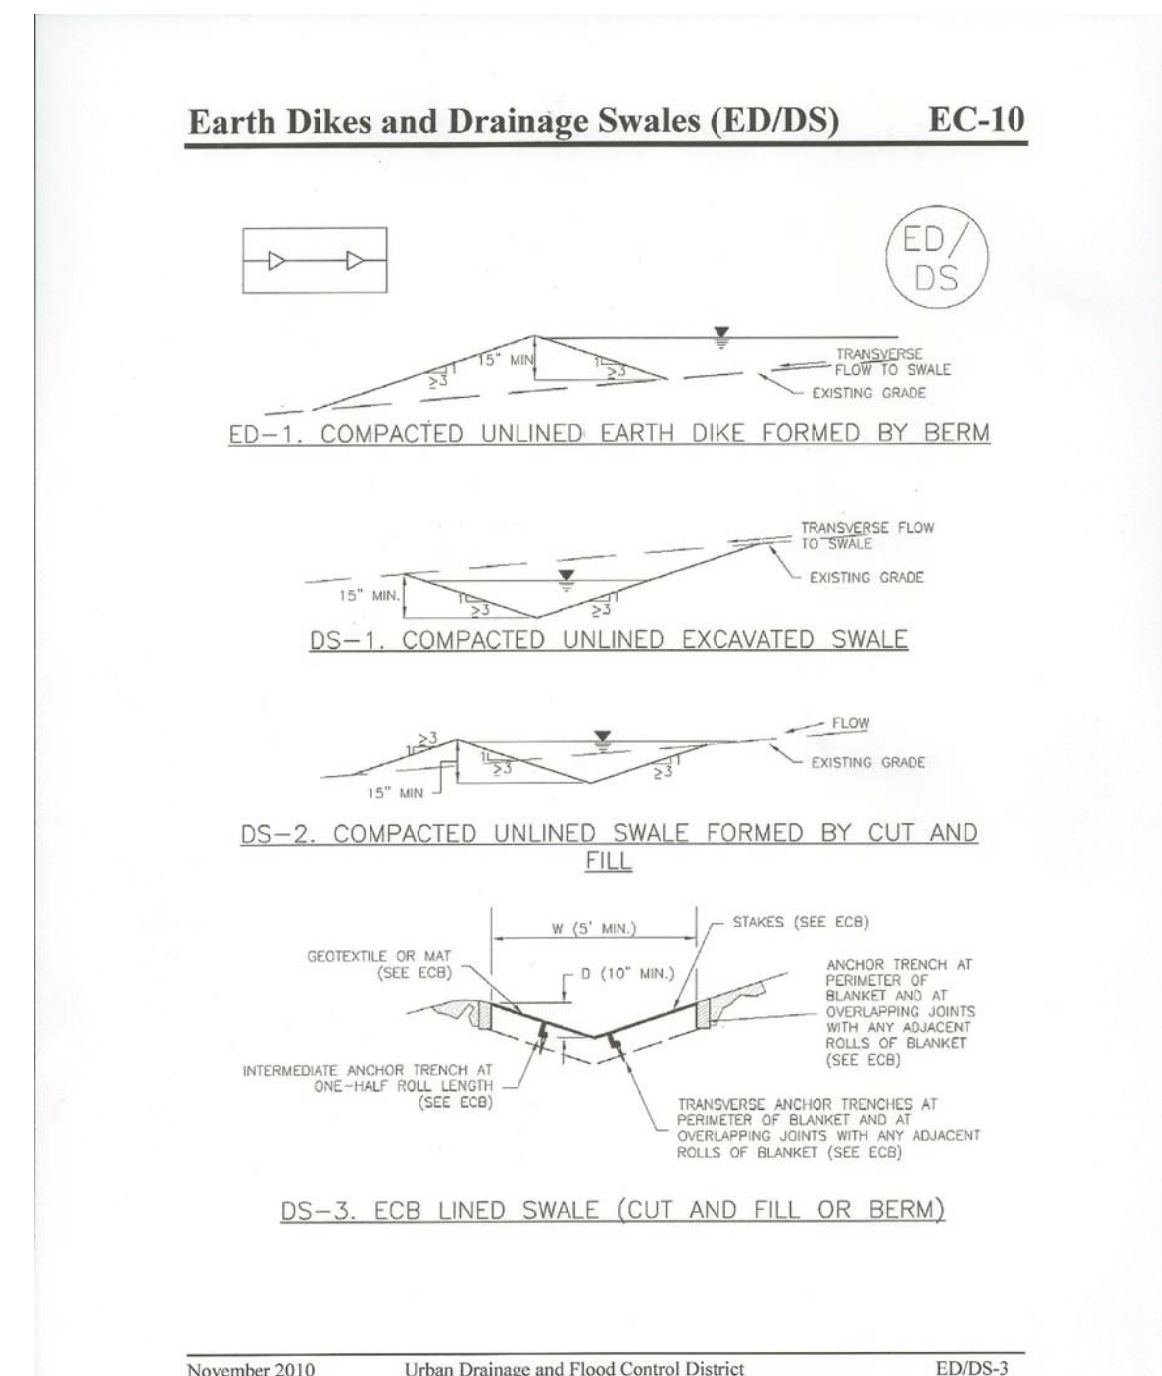 Earth Dikes and Drainage Swales (ED/DS) EC-10
ED/
DS
15" MIN
1
≥3
1
≥3
TRANSVERSE
FLOW TO SWALE
EXISTING GRADE
ED-1. COMPACTED UNLINED EARTH DIKE FORMED BY BERM
TRANSVERSE FLOW
TO SWALE
EXISTING GRADE
15" MIN.
1
≥3
1
≥3
DS-1. COMPACTED UNLINED EXCAVATED SWALE
FLOW
≥3
1
1
≥3
1
≥3
EXISTING GRADE
15" MIN
DS-2. COMPACTED UNLINED SWALE FORMED BY CUT AND
FILL
W (5' MIN.)
STAKES (SEE ECB)
GEOTEXTILE OR MAT
(SEE ECB)
D (10" MIN.)
ANCHOR TRENCH AT
PERIMETER OF
BLANKET AND AT
OVERLAPPING JOINTS
WITH ANY ADJACENT
ROLLS OF BLANKET
(SEE ECB)
INTERMEDIATE ANCHOR TRENCH AT
ONE-HALF ROLL LENGTH
(SEE ECB)
TRANSVERSE ANCHOR TRENCHES AT
PERIMETER OF BLANKET AND AT
OVERLAPPING JOINTS WITH ANY ADJACENT
ROLLS OF BLANKET (SEE ECB)
DS-3. ECB LINED SWALE (CUT AND FILL OR BERM)
November 2010 Urban Drainage and Flood Control District ED/DS-3